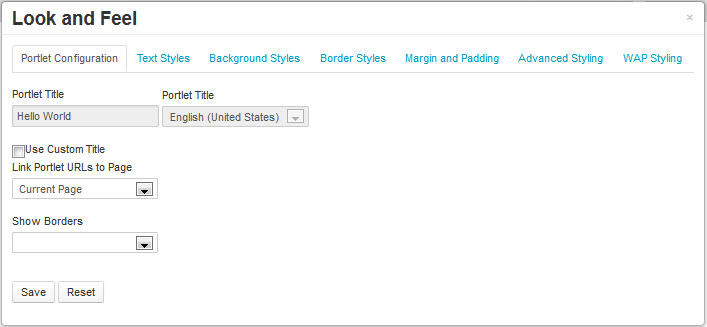 Look and Feel ×
Portlet Configuration Text Styles Background Styles Border Styles Margin and Padding Advanced Styling WAP Styling
Portlet Title Portlet Title
Hello World English (United States)
Use Custom Title
Link Portlet URLs to Page
Current Page
Show Borders
Save Reset